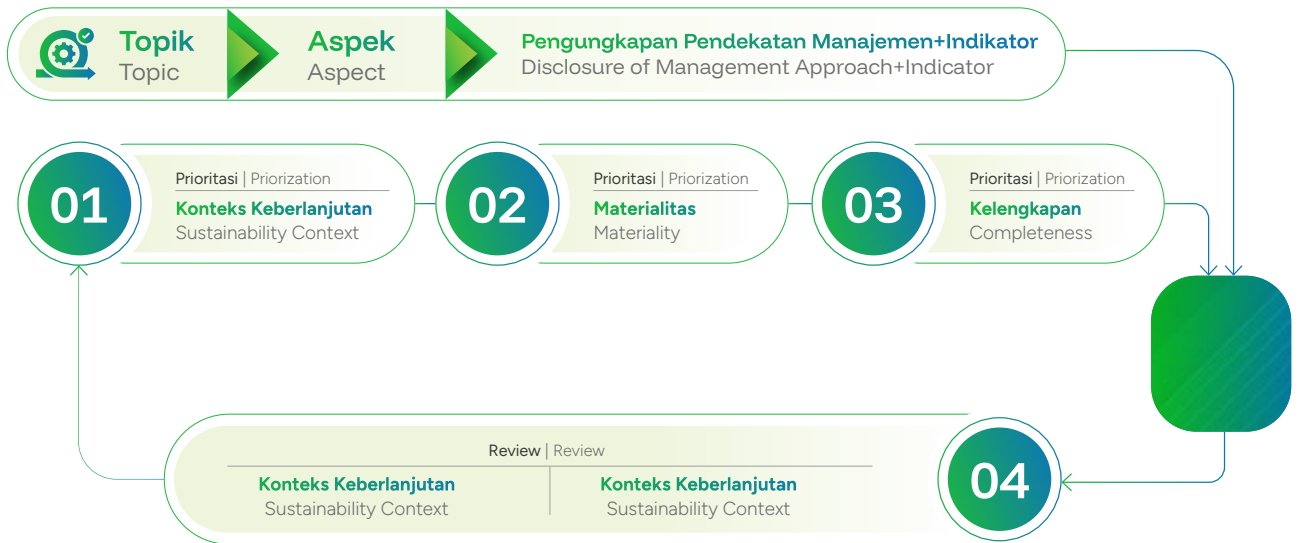 Topik
Topic
Aspek
Aspect
Pengungkapan Pendekatan Manajemen+Indikator
Disclosure of Management Approach+Indicator
01
Prioritasi | Priorization
Konteks Keberlanjutan
Sustainability Context
02
Prioritasi | Priorization
Materialitas
Materiality
03
Prioritasi | Priorization
Kelengkapan
Completeness
Review | Review
Konteks Keberlanjutan
Sustainability Context
Konteks Keberlanjutan
Sustainability Context
04